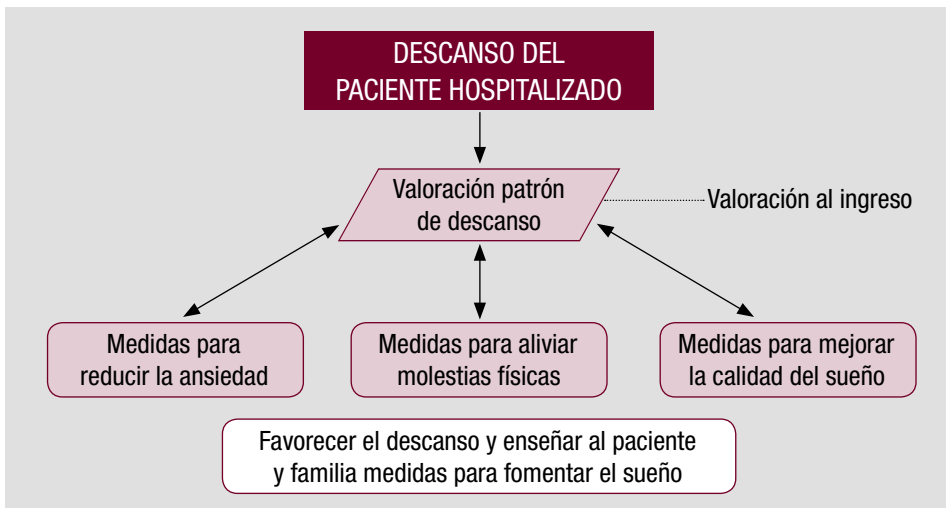 DESCANSO DEL
PACIENTE HOSPITALIZADO
Valoración patrón
de descanso
Valoración al ingreso
Medidas para
reducir la ansiedad
Medidas para aliviar
molestias físicas
Medidas para mejorar
la calidad del sueño
Favorecer el descanso y enseñar al paciente
y familia medidas para fomentar el sueño